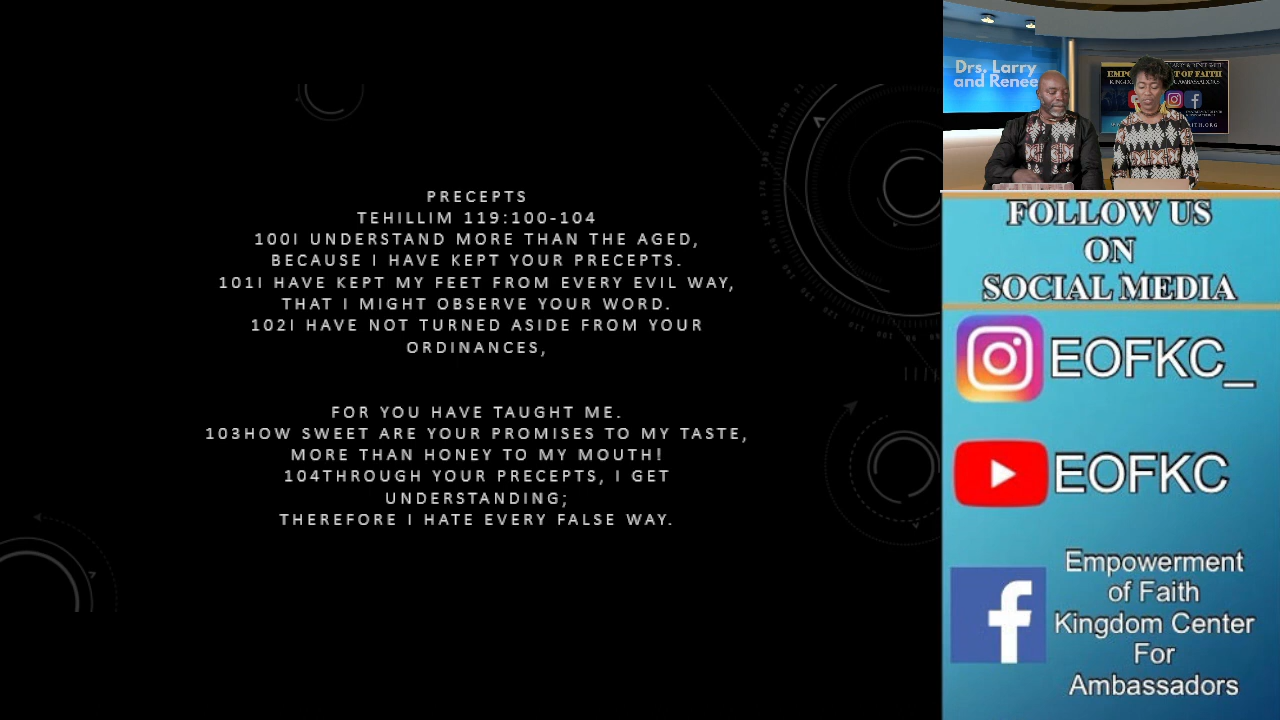 PRECEPTS
TEHILLIM 119:100-104
100I UNDERSTAND MORE THAN THE AGED,
BECAUSE I HAVE KEPT YOUR PRECEPTS.
101I HAVE KEPT MY FEET FROM EVERY EVIL WAY,
THAT I MIGHT OBSERVE YOUR WORD.
102I HAVE NOT TURNED ASIDE FROM YOUR
ORDINANCES,
FOR YOU HAVE TAUGHT ME.
103HOW SWEET ARE YOUR PROMISES TO MY TASTE,
MORE THAN HONEY TO MY MOUTH!
104THROUGH YOUR PRECEPTS, I GET
UNDERSTANDING;
THEREFORE I HATE EVERY FALSE WAY.
Drs. Larry
and Renee
OF FAITH
FOLLOW US
ON
SOCIAL MEDIA
EOFKC_
EOFKC
Empowerment
of Faith
Kingdom Center
For
Ambassadors